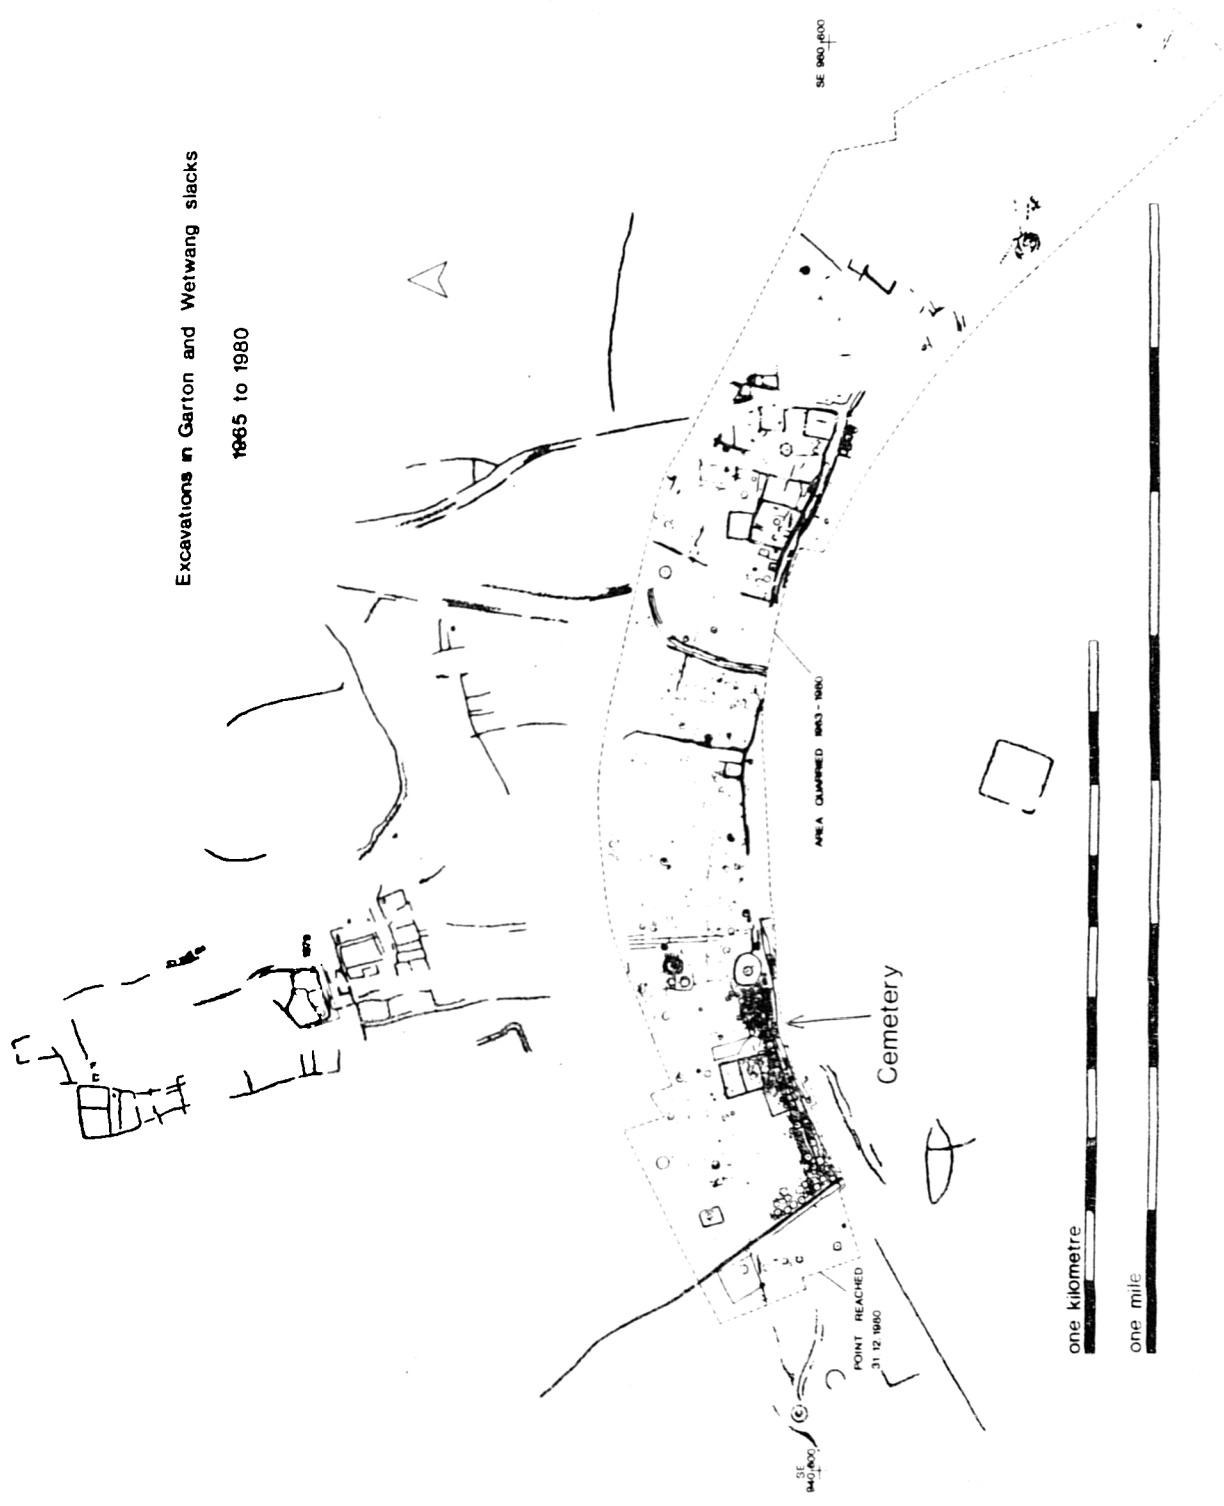 Excavations in Garton and Wetwang slacks
1965 to 1980
SE 960 600
1979
AREA QUARRIED 1963 - 1980
Cemetery
POINT REACHED
31 12 1980
SE
940 600
one kilometre
one mile